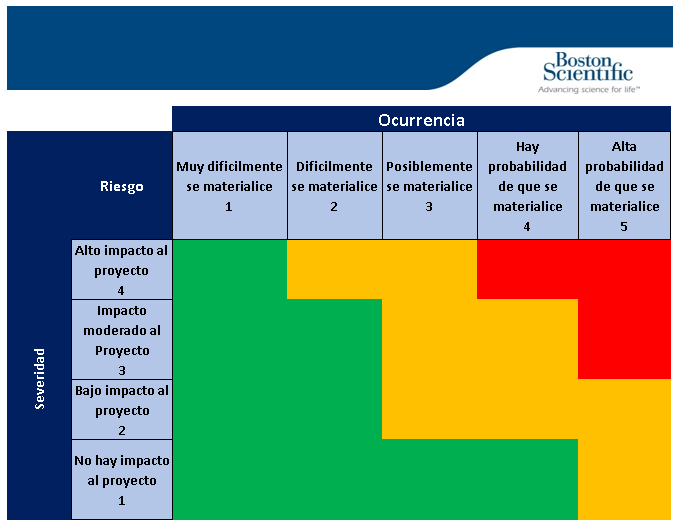 Boston
Scientific
Advancing science for life™
Ocurrencia
Riesgo
Muy dificilmente
se materialice
1
Dificilmente
se materialice
2
Posiblemente
se materialice
3
Hay
probabilidad
de que se
materialice
4
Alta
probabilidad
de que se
materialice
5
Severidad
Alto impacto al
proyecto
4
Impacto
moderado al
Proyecto
3
Bajo impacto al
proyecto
2
No hay impacto
al proyecto
1